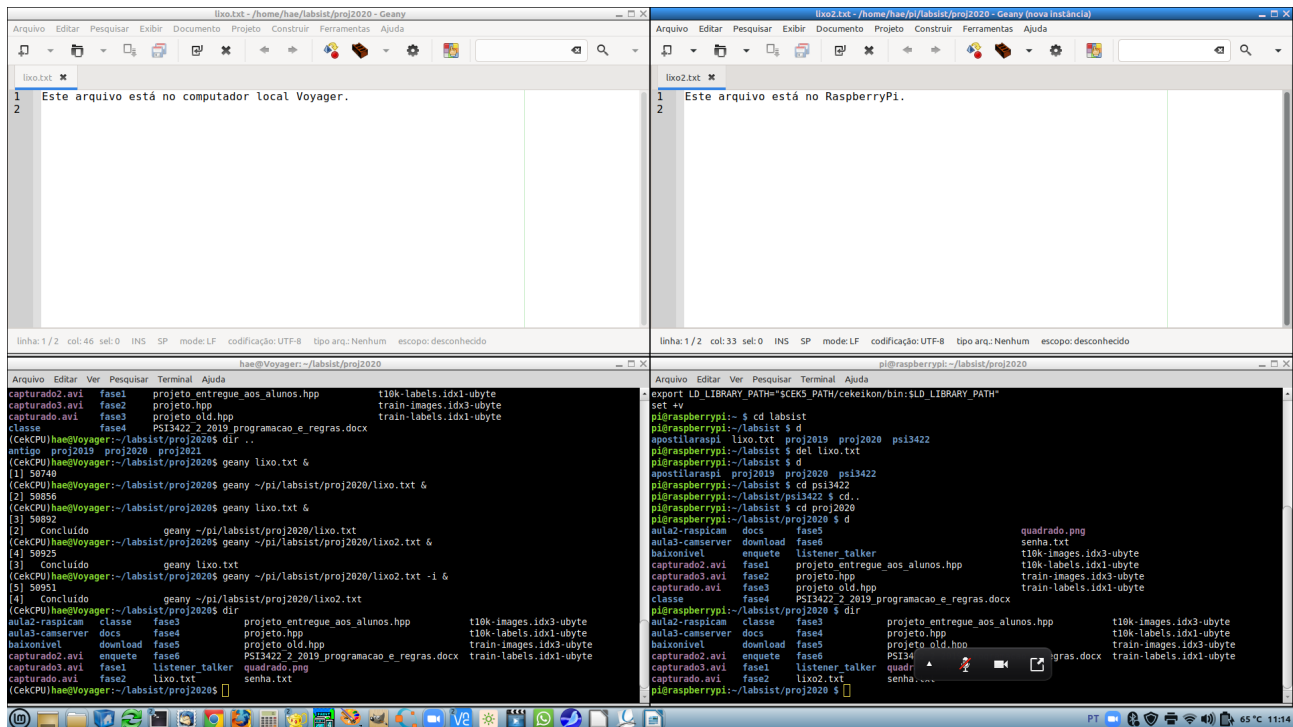 lixo.txt - /home/hae/labsist/proj2020 - Geany
Arquivo Editar Pesquisar Exibir Documento Projeto Construir Ferramentas Ajuda
lixo.txt
1 Este arquivo está no computador local Voyager.
2
linha: 1 / 2 col: 46 sel: 0 INS SP mode: LF codificação: UTF-8 tipo arq.: Nenhum escopo: desconhecido
lixo2.txt - /home/hae/pi/labsist/proj2020 - Geany (nova instância)
Arquivo Editar Pesquisar Exibir Documento Projeto Construir Ferramentas Ajuda
lixo2.txt
1 Este arquivo está no RaspberryPi.
2
linha: 1 / 2 col: 33 sel: 0 INS SP mode: LF codificação: UTF-8 tipo arq.: Nenhum escopo: desconhecido
hae@Voyager: ~/labsist/proj2020
Arquivo Editar Ver Pesquisar Terminal Ajuda
capturado2.avi fase1 projeto_entregue_aos_alunos.hpp t10k-labels.idx1-ubyte
capturado3.avi fase2 projeto.hpp train-images.idx3-ubyte
capturado.avi fase3 projeto_old.hpp train-labels.idx1-ubyte
classe fase4 PSI3422_2_2019_programacao_e_regras.docx
(CekCPU)hae@Voyager:~/labsist/proj2020$ dir ..
antigo proj2019 proj2020 proj2021
(CekCPU)hae@Voyager:~/labsist/proj2020$ geany lixo.txt &
[1] 50740
(CekCPU)hae@Voyager:~/labsist/proj2020$ geany ~/pi/labsist/proj2020/lixo.txt &
[2] 50856
(CekCPU)hae@Voyager:~/labsist/proj2020$ geany lixo.txt &
[3] 50892
[2] Concluído geany ~/pi/labsist/proj2020/lixo.txt
(CekCPU)hae@Voyager:~/labsist/proj2020$ geany ~/pi/labsist/proj2020/lixo2.txt &
[4] 50925
[3] Concluído geany lixo.txt
(CekCPU)hae@Voyager:~/labsist/proj2020$ geany ~/pi/labsist/proj2020/lixo2.txt -i &
[5] 50951
[4] Concluído geany ~/pi/labsist/proj2020/lixo2.txt
(CekCPU)hae@Voyager:~/labsist/proj2020$ dir
aula2-raspicam classe fase3 projeto_entregue_aos_alunos.hpp t10k-images.idx3-ubyte
aula3-camserver docs fase4 projeto.hpp t10k-labels.idx1-ubyte
baixonivel download fase5 projeto_old.hpp train-images.idx3-ubyte
capturado2.avi enquete fase6 PSI3422_2_2019_programacao_e_regras.docx train-labels.idx1-ubyte
capturado3.avi fase1 listener_talker quadrado.png
capturado.avi fase2 lixo.txt senha.txt
(CekCPU)hae@Voyager:~/labsist/proj2020$
pi@raspberrypi: ~/labsist/proj2020
Arquivo Editar Ver Pesquisar Terminal Ajuda
export LD_LIBRARY_PATH="$CEK5_PATH/cekeikon/bin:$LD_LIBRARY_PATH"
set +v
pi@raspberrypi:~ $ cd labsist
pi@raspberrypi:~/labsist $ d
apostilaraspi lixo.txt proj2019 proj2020 psi3422
pi@raspberrypi:~/labsist $ del lixo.txt
pi@raspberrypi:~/labsist $ d
apostilaraspi proj2019 proj2020 psi3422
pi@raspberrypi:~/labsist $ cd psi3422
pi@raspberrypi:~/labsist/psi3422 $ cd..
pi@raspberrypi:~/labsist $ cd proj2020
pi@raspberrypi:~/labsist/proj2020 $ d
aula2-raspicam docs fase5 quadrado.png
aula3-camserver download fase6 senha.txt
baixonivel enquete listener_talker t10k-images.idx3-ubyte
capturado2.avi fase1 projeto_entregue_aos_alunos.hpp t10k-labels.idx1-ubyte
capturado3.avi fase2 projeto.hpp train-images.idx3-ubyte
capturado.avi fase3 projeto_old.hpp train-labels.idx1-ubyte
classe fase4 PSI3422_2_2019_programacao_e_regras.docx
pi@raspberrypi:~/labsist/proj2020 $ dir
aula2-raspicam classe fase3 projeto_entregue_aos_alunos.hpp t10k-images.idx3-ubyte
aula3-camserver docs fase4 projeto.hpp t10k-labels.idx1-ubyte
baixonivel download fase5 projeto_old.hpp train-images.idx3-ubyte
capturado2.avi enquete fase6 PSI34 egras.docx train-labels.idx1-ubyte
capturado3.avi fase1 listener_talker quadr
capturado.avi fase2 lixo2.txt senha.txt
pi@raspberrypi:~/labsist/proj2020 $
PT 65 °C 11:14